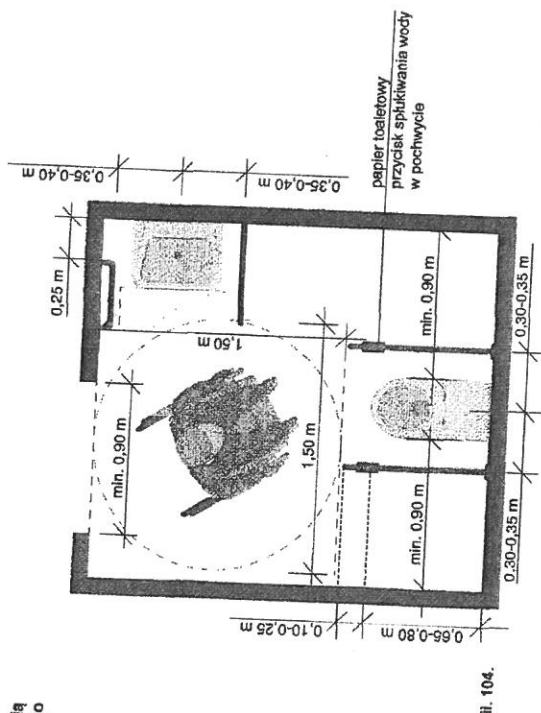 ią
o
0,25 m
0,35-0,40 m
0,35-0,40 m
1,50 m
min. 0,90 m
1,50 m
papier toaletowy
przycisk spłukiwania wody
w pochwycie
min. 0,90 m
min. 0,90 m
0,30-0,35 m
0,30-0,35 m
0,10-0,25 m
0,65-0,80 m
il. 104.